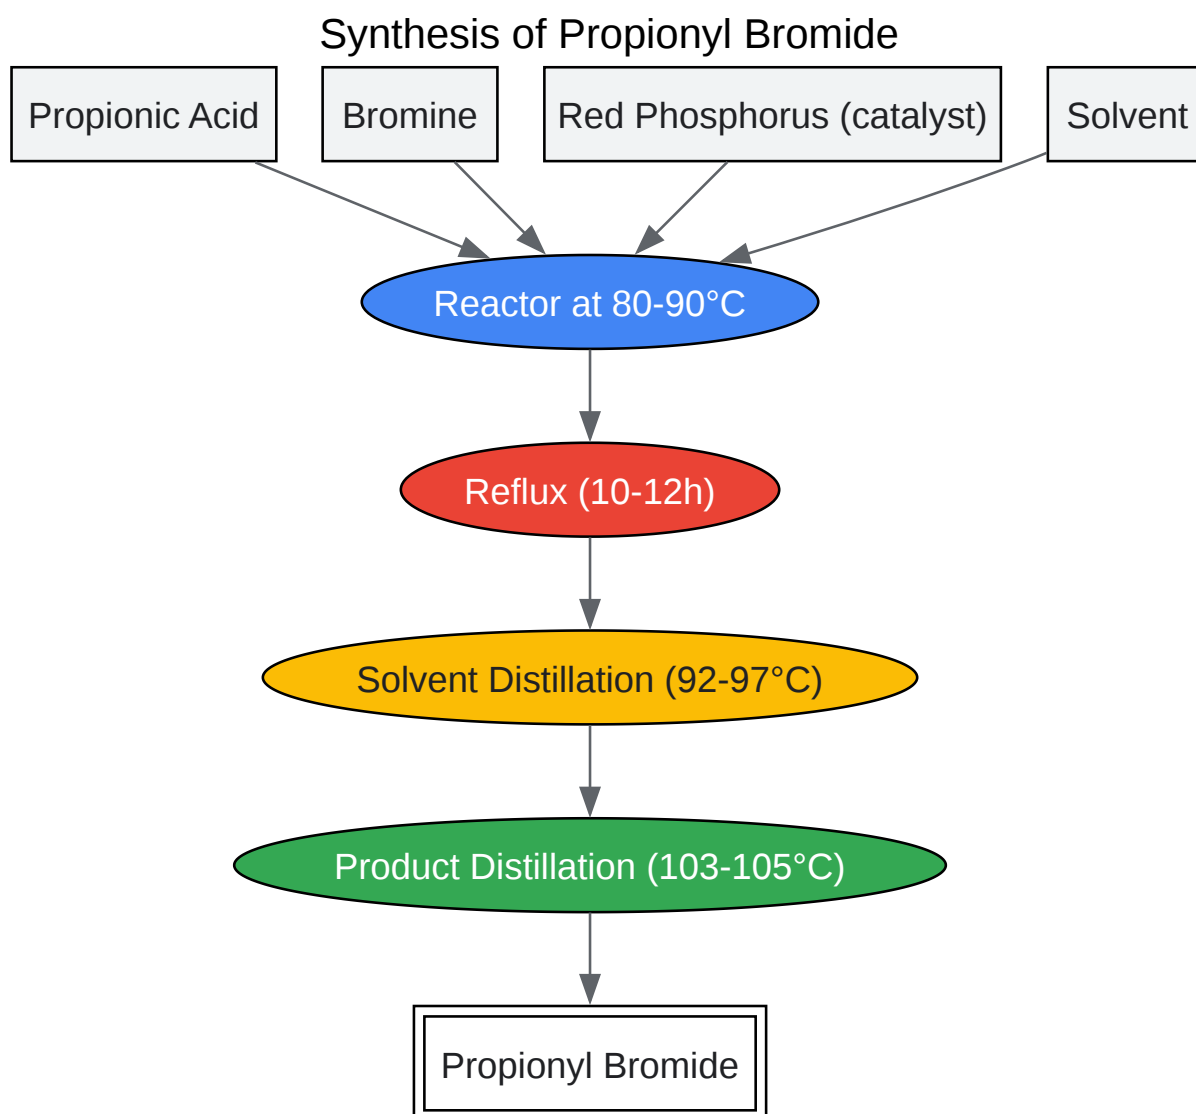 Synthesis of Propionyl Bromide
Propionic Acid
Bromine
Red Phosphorus (catalyst)
Solvent
Reactor at 80-90°C
Reflux (10-12h)
Solvent Distillation (92-97°C)
Product Distillation (103-105°C)
Propionyl Bromide